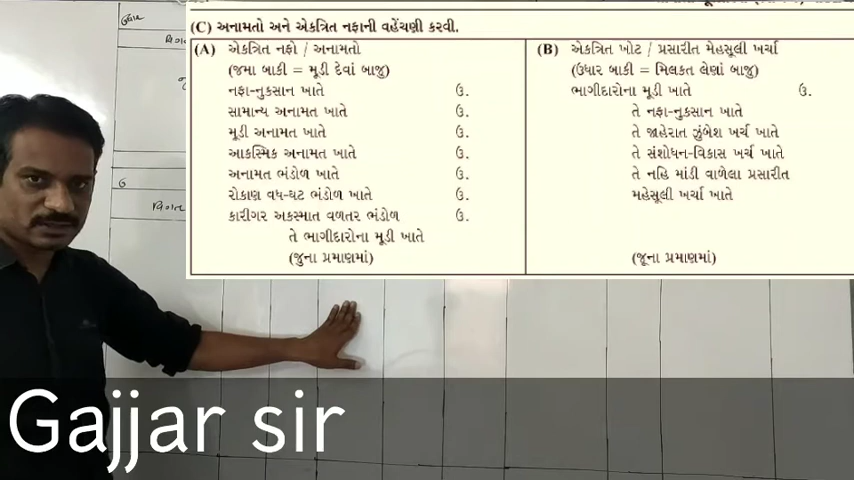 (C) અનામતો અને એકત્રિત નફાની વહેંચણી કરવી.
(A) એકત્રિત નફો / અનામતો
(જમા બાકી = મૂડી દેવાં બાજુ)
નફા-નુકસાન ખાતે ઉ.
સામાન્ય અનામત ખાતે ઉ.
મૂડી અનામત ખાતે ઉ.
આકસ્મિક અનામત ખાતે ઉ.
અનામત ભંડોળ ખાતે ઉ.
રોકાણ વધ-ઘટ ભંડોળ ખાતે ઉ.
કારીગર અકસ્માત વળતર ભંડોળ ઉ.
તે ભાગીદારોના મૂડી ખાતે
(જુના પ્રમાણમાં)
(B) એકત્રિત ખોટ / પ્રસારીત મેહસૂલી ખર્ચા
(ઉધાર બાકી = મિલકત લેણાં બાજુ)
ભાગીદારોના મૂડી ખાતે ઉ.
તે નફા-નુકસાન ખાતે
તે જાહેરાત ઝુંબેશ ખર્ચ ખાતે
તે સંશોધન-વિકાસ ખર્ચ ખાતે
તે નહિ માંડી વાળેલા પ્રસારીત
મહેસૂલી ખર્ચા ખાતે
(જૂના પ્રમાણમાં)
વિગત
Gajjar sir